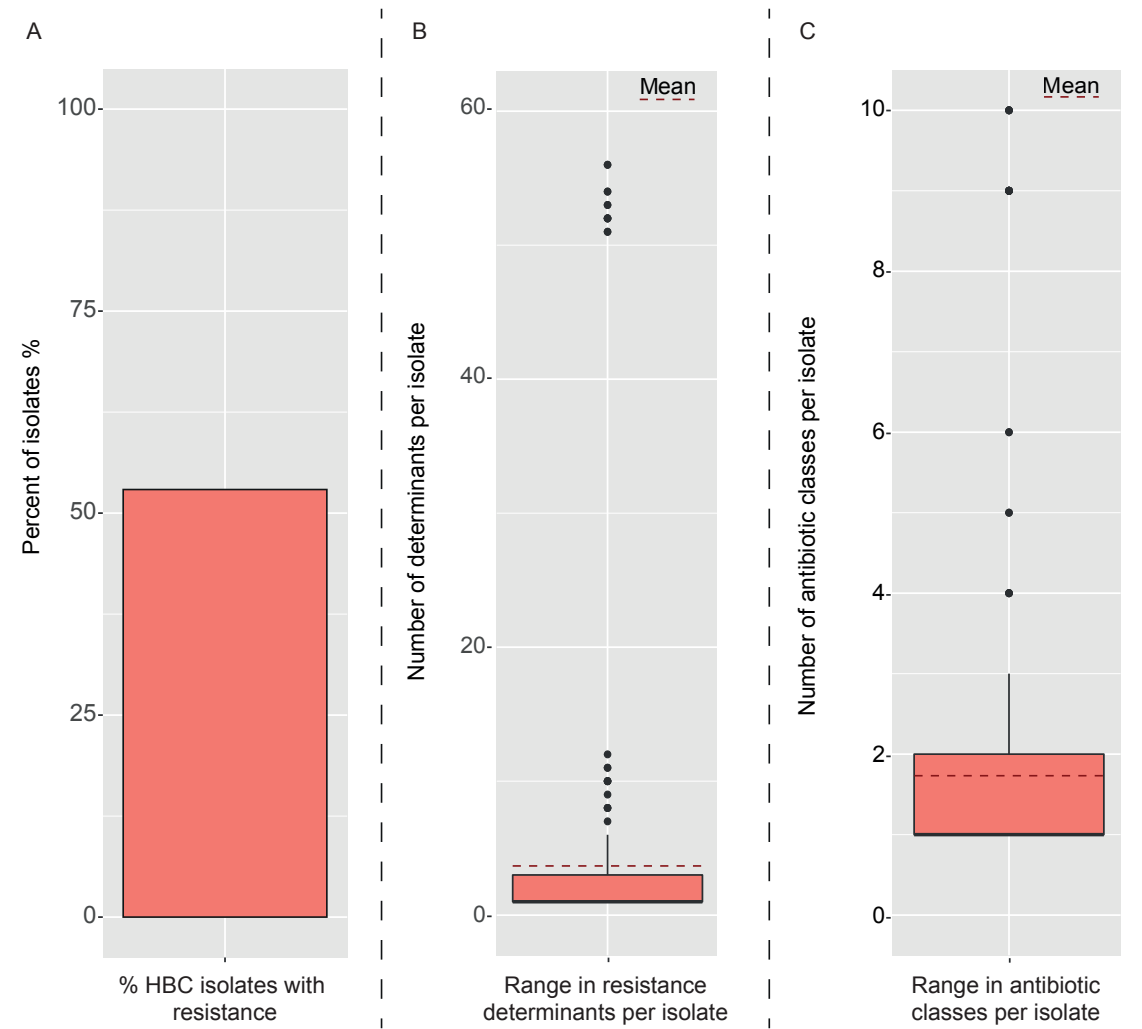 A
Percent of isolates %
100
75
50
25
0
% HBC isolates with
resistance
B
Number of determinants per isolate
Mean
60
40
20
0
Range in resistance
determinants per isolate
C
Number of antibiotic classes per isolate
Mean
10
8
6
4
2
0
Range in antibiotic
classes per isolate